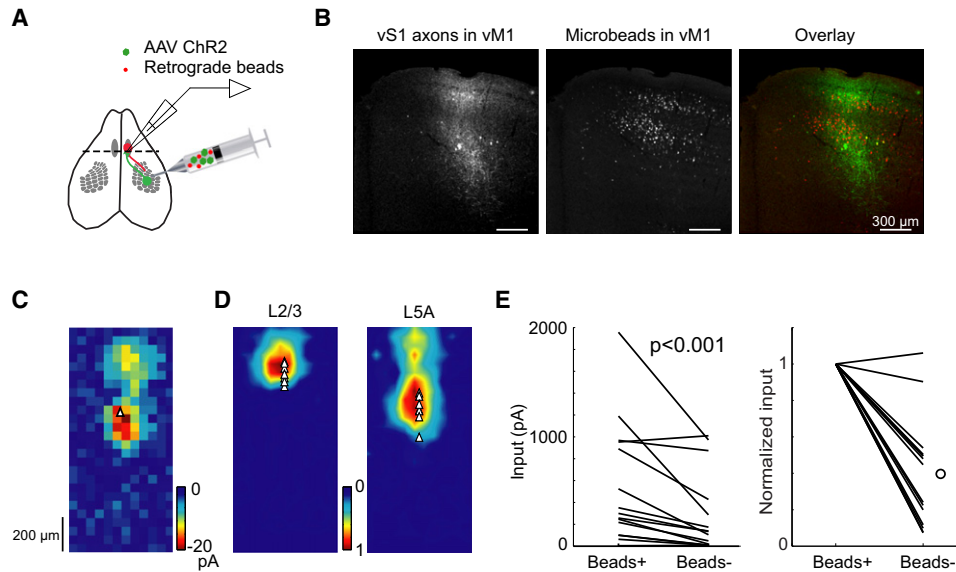 A
AAV ChR2
Retrograde beads
B
vS1 axons in vM1
Microbeads in vM1
Overlay
300 µm
C
0
-20
pA
200 µm
D
L2/3
L5A
0
1
E
2000
1000
0
Input (pA)
p<0.001
Beads+
Beads-
1
0
Normalized input
Beads+
Beads-